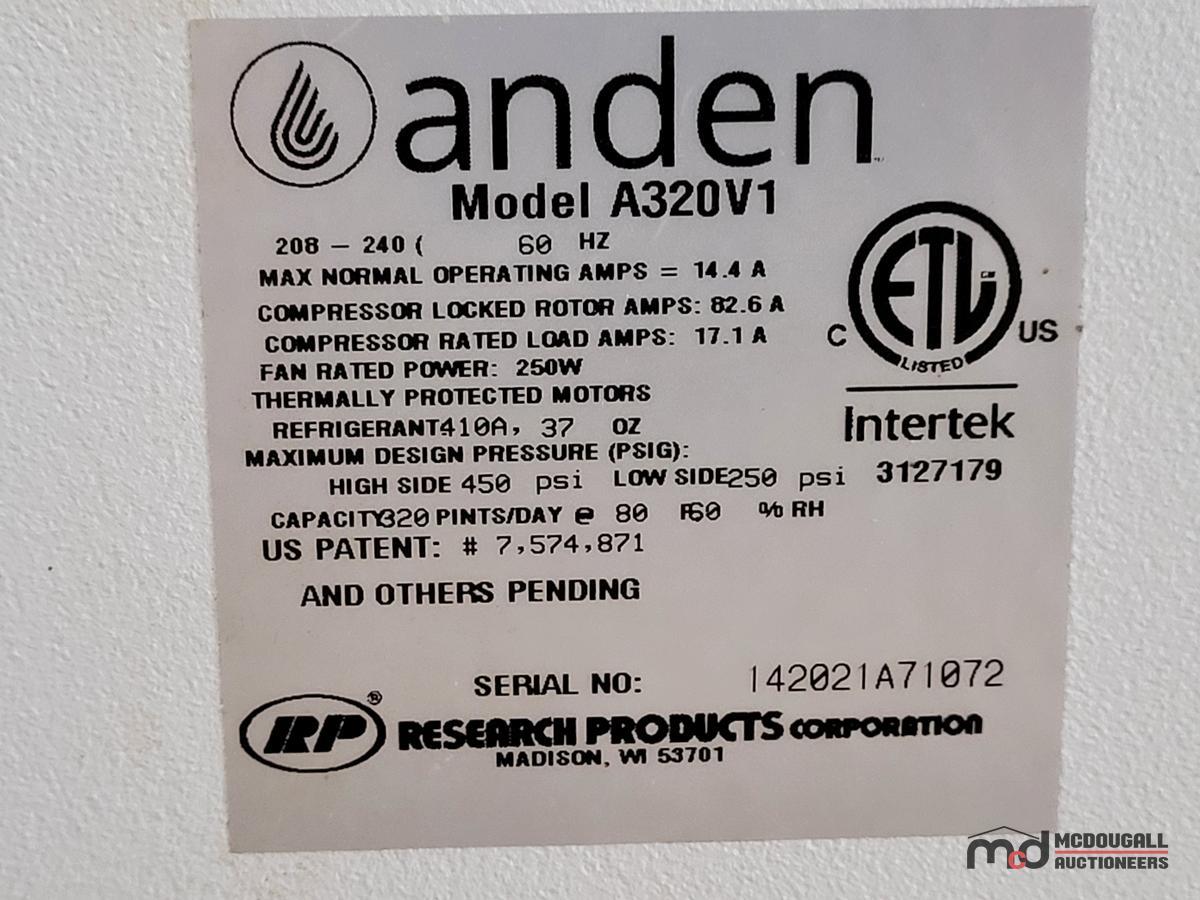 anden
Model A320V1
208 – 240 ( 60 HZ
MAX NORMAL OPERATING AMPS = 14.4 A
COMPRESSOR LOCKED ROTOR AMPS: 82.6 A
COMPRESSOR RATED LOAD AMPS: 17.1 A
FAN RATED POWER: 250W
THERMALLY PROTECTED MOTORS
REFRIGERANT410A, 37 OZ
MAXIMUM DESIGN PRESSURE (PSIG):
HIGH SIDE 450 psi LOW SIDE250 psi
CAPACITY320 PINTS/DAY @ 80 F60 % RH
US PATENT: # 7,574,871
AND OTHERS PENDING
C ETL US
LISTED
Intertek
3127179
SERIAL NO: 142021A71072
RP® RESEARCH PRODUCTS CORPORATION
MADISON, WI 53701
mcd MCDOUGALL
AUCTIONEERS